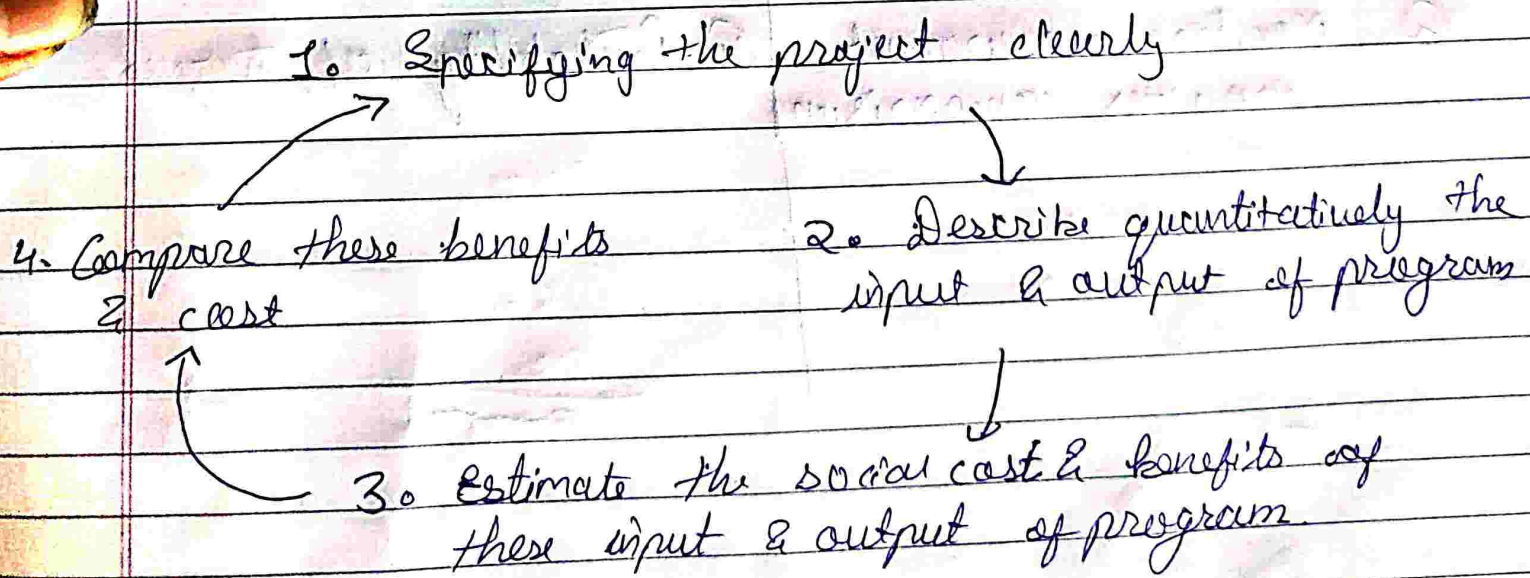 1. Specifying the project clearly
2. Describe quantitatively the
input & output of program
3. Estimate the social cost & benefits of
these input & output of program.
4. Compare these benefits
& cost